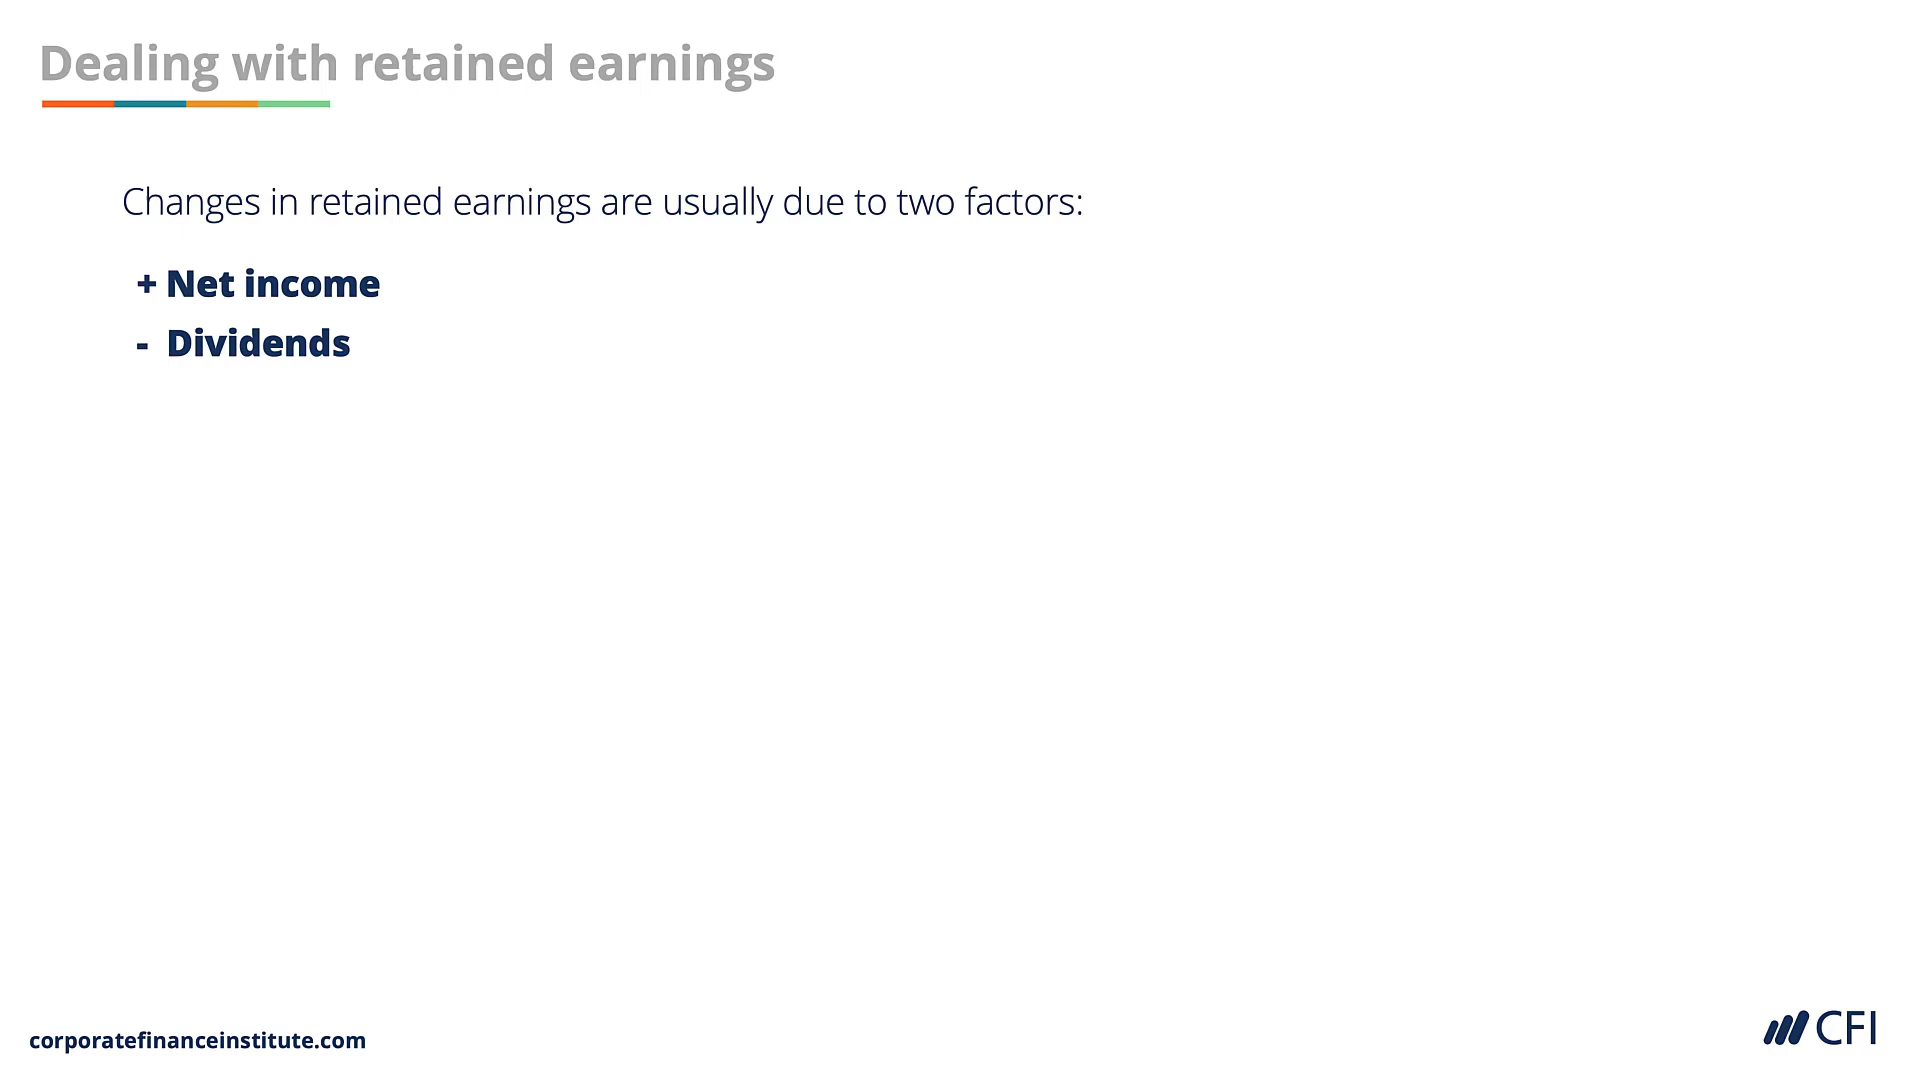 Dealing with retained earnings
Changes in retained earnings are usually due to two factors:
+ Net income
- Dividends
corporatefinanceinstitute.com
CFI